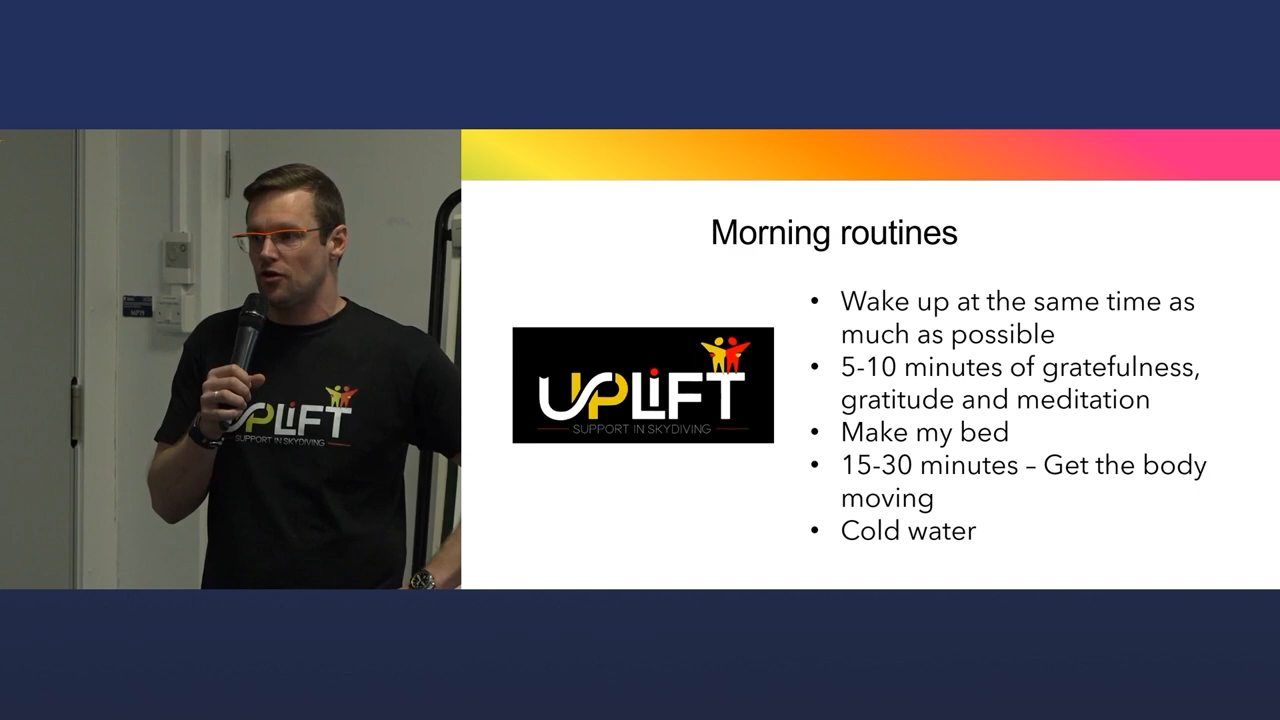 UPLiFT
SUPPORT IN SKYDIVING
Morning routines
UPLiFT
SUPPORT IN SKYDIVING
• Wake up at the same time as
much as possible
• 5-10 minutes of gratefulness,
gratitude and meditation
• Make my bed
• 15-30 minutes – Get the body
moving
• Cold water